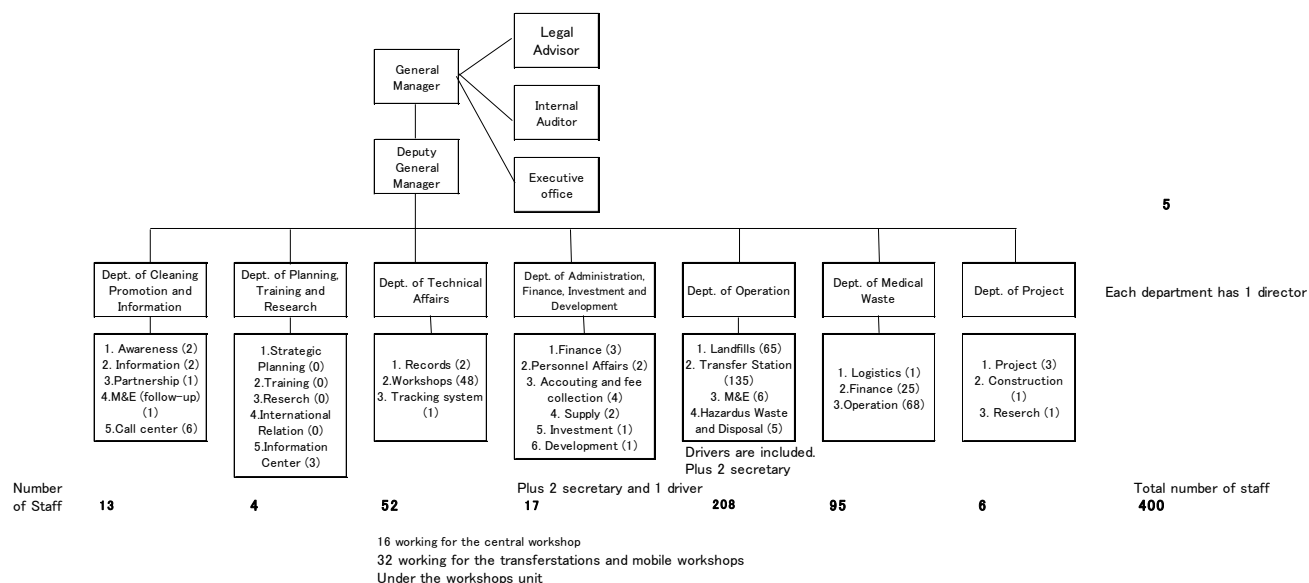 Legal
Advisor
General
Manager
Internal
Auditor
Deputy
General
Manager
Executive
office
5
Dept. of Cleaning
Promotion and
Information
Dept. of Planning,
Training and
Research
Dept. of Technical
Affairs
Dept. of Administration,
Finance, Investment and
Development
Dept. of Operation
Dept. of Medical
Waste
Dept. of Project
Each department has 1 director
1. Awareness (2)
2. Information (2)
3.Partnership (1)
4.M&E (follow-up)
(1)
5.Call center (6)
1.Strategic
Planning (0)
2.Training (0)
3.Reserch (0)
4.International
Relation (0)
5.Information
Center (3)
1. Records (2)
2.Workshops (48)
3. Tracking system
(1)
1.Finance (3)
2.Personnel Affairs (2)
3. Accouting and fee
collection (4)
4. Supply (2)
5. Investment (1)
6. Development (1)
1. Landfills (65)
2. Transfer Station
(135)
3. M&E (6)
4.Hazardus Waste
and Disposal (5)
1. Logistics (1)
2.Finance (25)
3.Operation (68)
1. Project (3)
2. Construction
(1)
3. Reserch (1)
Drivers are included.
Plus 2 secretary
Plus 2 secretary and 1 driver
Number
of Staff
13
4
52
17
208
95
6
Total number of staff
400
16 working for the central workshop
32 working for the transferstations and mobile workshops
Under the workshops unit